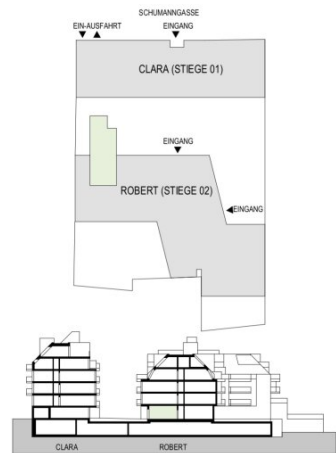 SCHUMANNGASSE
EIN-AUSFAHRT EINGANG
CLARA (STIEGE 01)
EINGANG
ROBERT (STIEGE 02)
EINGANG
CLARA ROBERT